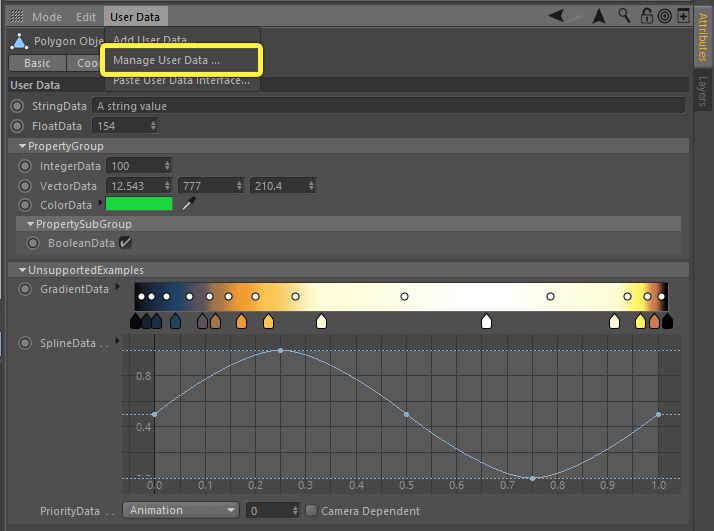 Mode Edit User Data
Polygon Obje
Add User Data...
Manage User Data ...
Basic Coor
Paste User Data Interface...
User Data
StringData A string value
FloatData 154
PropertyGroup
IntegerData 100
VectorData 12.543 777 210.4
ColorData
PropertySubGroup
BooleanData
UnsupportedExamples
GradientData
SplineData . .
0.8
0.4
0.0 0.1 0.2 0.3 0.4 0.5 0.6 0.7 0.8 0.9 1.0
PriorityData . . Animation 0 Camera Dependent
Attributes
Layers